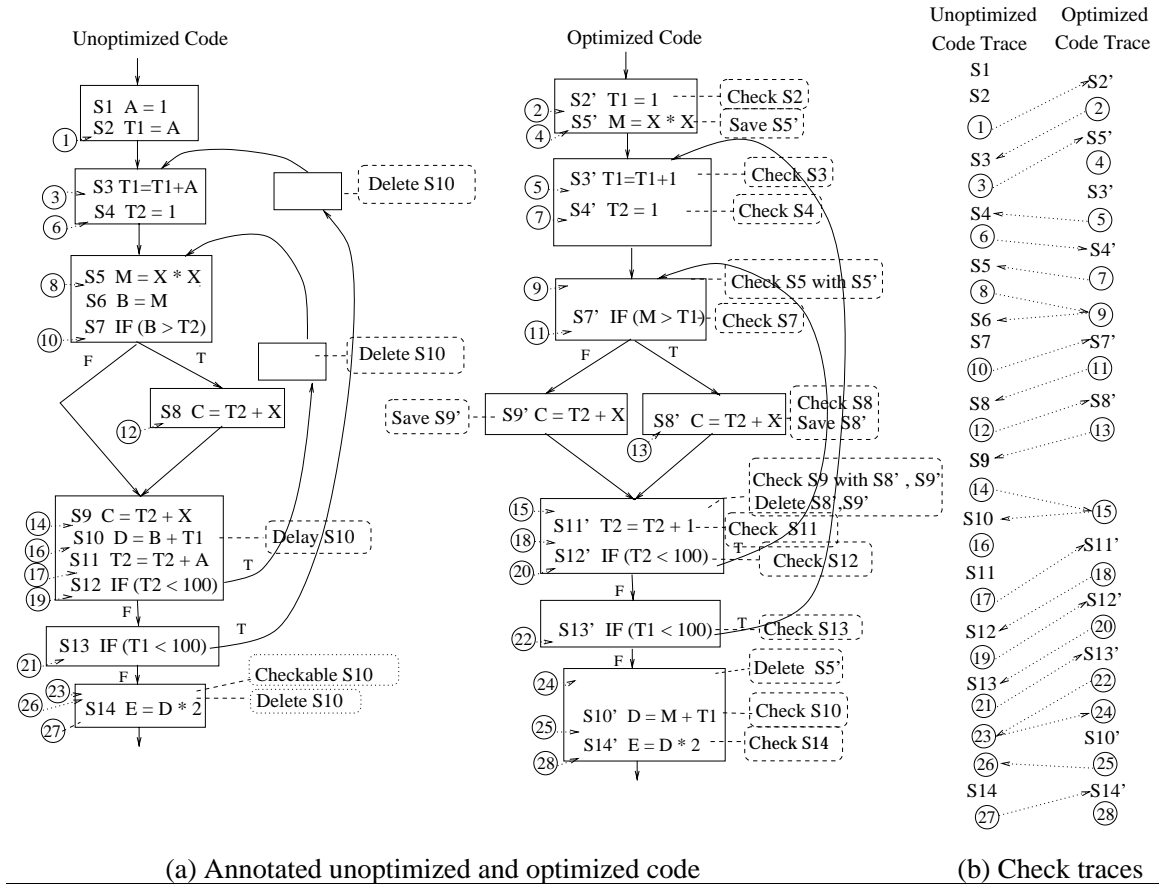 Unoptimized Code
S1 A = 1
S2 T1 = A
1
S3 T1=T1+A
3
S4 T2 = 1
6
Delete S10
S5 M = X * X
8
S6 B = M
S7 IF (B > T2)
10
F
T
Delete S10
S8 C = T2 + X
12
S9 C = T2 + X
14
S10 D = B + T1
Delay S10
16
S11 T2 = T2 + A
17
S12 IF (T2 < 100)
T
19
F
S13 IF (T1 < 100)
T
21
F
Checkable S10
23
Delete S10
26
S14 E = D * 2
27
Optimized Code
S2' T1 = 1
Check S2
2
S5' M = X * X
Save S5'
4
S3' T1=T1+1
Check S3
5
S4' T2 = 1
Check S4
7
Check S5 with S5'
9
S7' IF (M > T1)
Check S7
11
F
T
Save S9'
S9' C = T2 + X
S8' C = T2 + X
Check S8
Save S8'
13
Check S9 with S8' , S9'
Delete S8',S9'
15
S11' T2 = T2 + 1
Check S11
18
S12' IF (T2 < 100)
T
Check S12
20
F
S13' IF (T1 < 100)
T
Check S13
22
F
Delete S5'
24
S10' D = M + T1
Check S10
25
S14' E = D * 2
Check S14
28
Unoptimized
Code Trace
S1
S2
1
S3
3
S4
6
S5
8
S6
S7
10
S8
12
S9
14
S10
16
S11
17
S12
19
S13
21
23
26
S14
27
Optimized
Code Trace
S2'
2
S5'
4
S3'
5
S4'
7
9
S7'
11
S8'
13
15
S11'
18
S12'
20
S13'
22
24
S10'
25
S14'
28
(a) Annotated unoptimized and optimized code
(b) Check traces